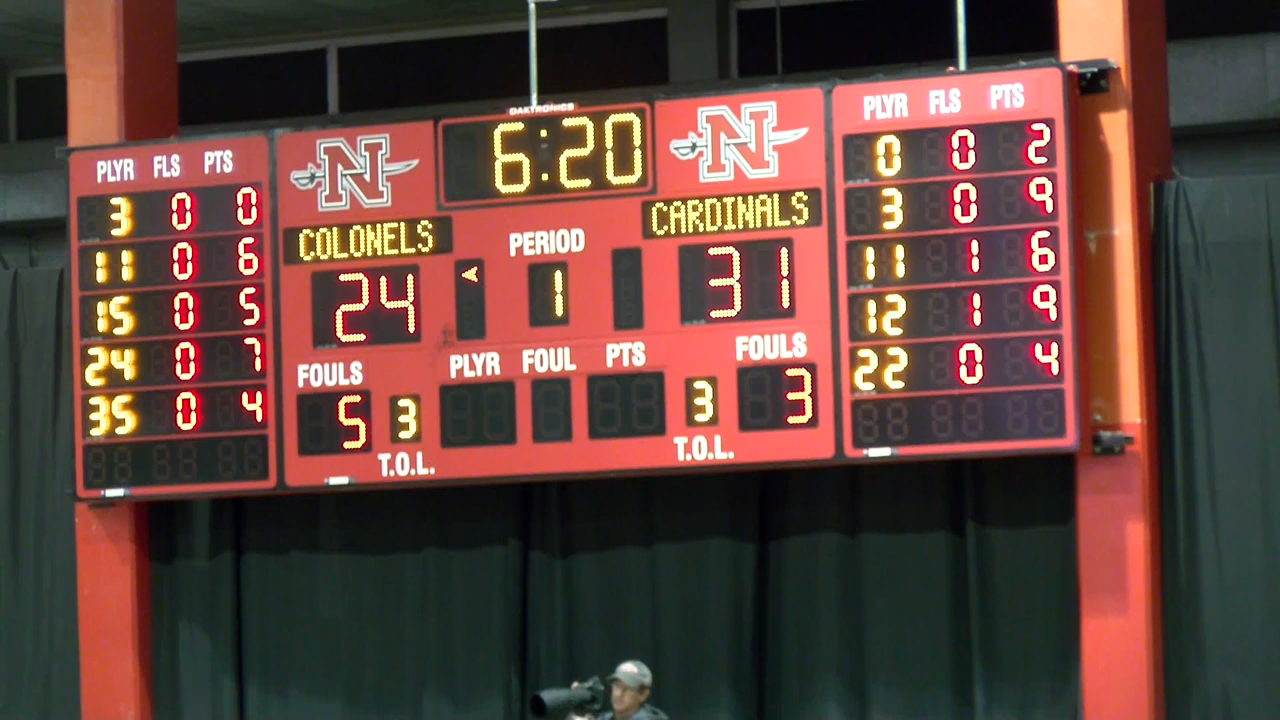 DAKTRONICS
6:20
N
N
COLONELS
CARDINALS
PERIOD
24
1
31
FOULS
PLYR FOUL PTS
FOULS
5
3
3
3
T.O.L.
T.O.L.
PLYR FLS PTS
3 0 0
11 0 6
15 0 5
24 0 7
35 0 4
PLYR FLS PTS
0 0 2
3 0 9
11 1 6
12 1 9
22 0 4